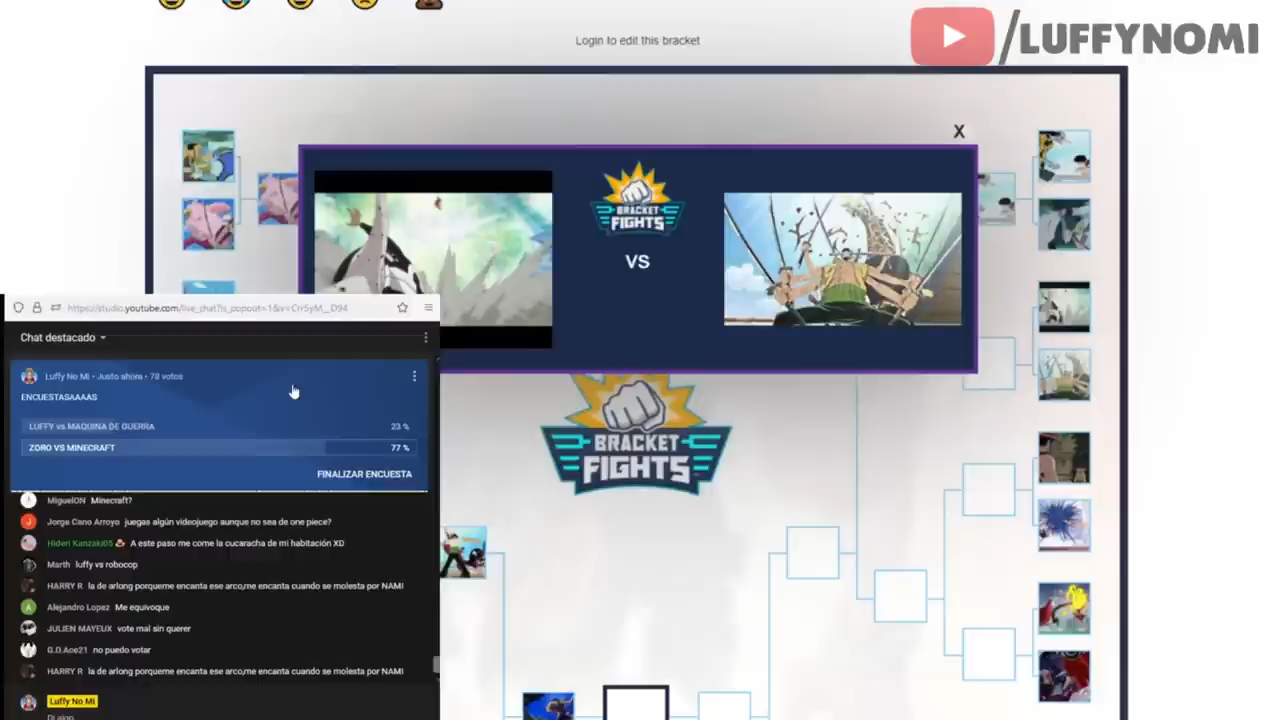 Login to edit this bracket
/LUFFYNOMI
X
BRACKET
FIGHTS
VS
BRACKET
FIGHTS
Chat destacado
Luffy No Mi • Justo ahora • 78 votos
ENCUESTASAAAAS
LUFFY vs MAQUINA DE GUERRA 23 %
ZORO VS MINECRAFT 77 %
FINALIZAR ENCUESTA
MiguelON Minecraft?
Jorge Cano Arroyo juegas algún videojuego aunque no sea de one piece?
Hideri Kanzaki05 A este paso me come la cucaracha de mi habitación XD
Marth luffy vs robocop
HARRY R la de arlong porqueme encanta ese arco,me encanta cuando se molesta por NAMI
Alejandro Lopez Me equivoque
JULIEN MAYEUX vote mal sin querer
G.D.Ace21 no puedo votar
HARRY R la de arlong porqueme encanta ese arco,me encanta cuando se molesta por NAMI
Luffy No Mi
Di algo